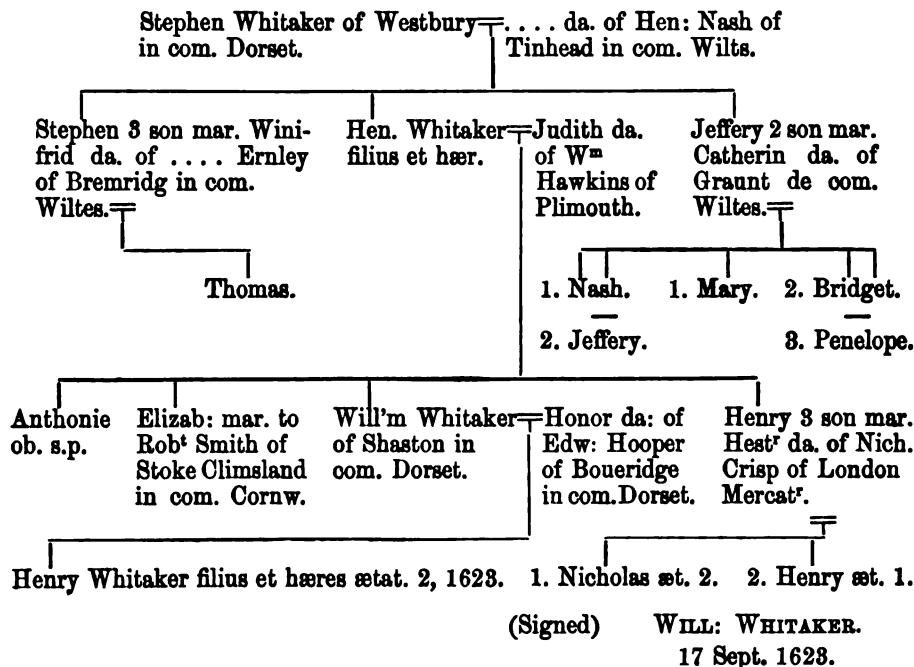 Stephen Whitaker of Westbury
in com. Dorset.
. . . . da. of Hen: Nash of
Tinhead in com. Wilts.
Stephen 3 son mar. Wini-
frid da. of . . . . Ernley
of Bremridg in com.
Wiltes.
Hen. Whitaker
filius et hær.
Judith da.
of Wᵐ
Hawkins of
Plimouth.
Jeffery 2 son mar.
Catherin da. of
Graunt de com.
Wiltes.
Thomas.
1. Nash. 1. Mary. 2. Bridget.
2. Jeffery. 3. Penelope.
Anthonie
ob. s.p.
Elizab: mar. to
Robᵗ Smith of
Stoke Climsland
in com. Cornw.
Will'm Whitaker
of Shaston in
com. Dorset.
Honor da: of
Edw: Hooper
of Boueridge
in com. Dorset.
Henry 3 son mar.
Hestʳ da. of Nich.
Crisp of London
Mercatʳ.
Henry Whitaker filius et hæres ætat. 2, 1623. 1. Nicholas æt. 2. 2. Henry æt. 1.
(Signed) WILL: WHITAKER.
17 Sept. 1623.